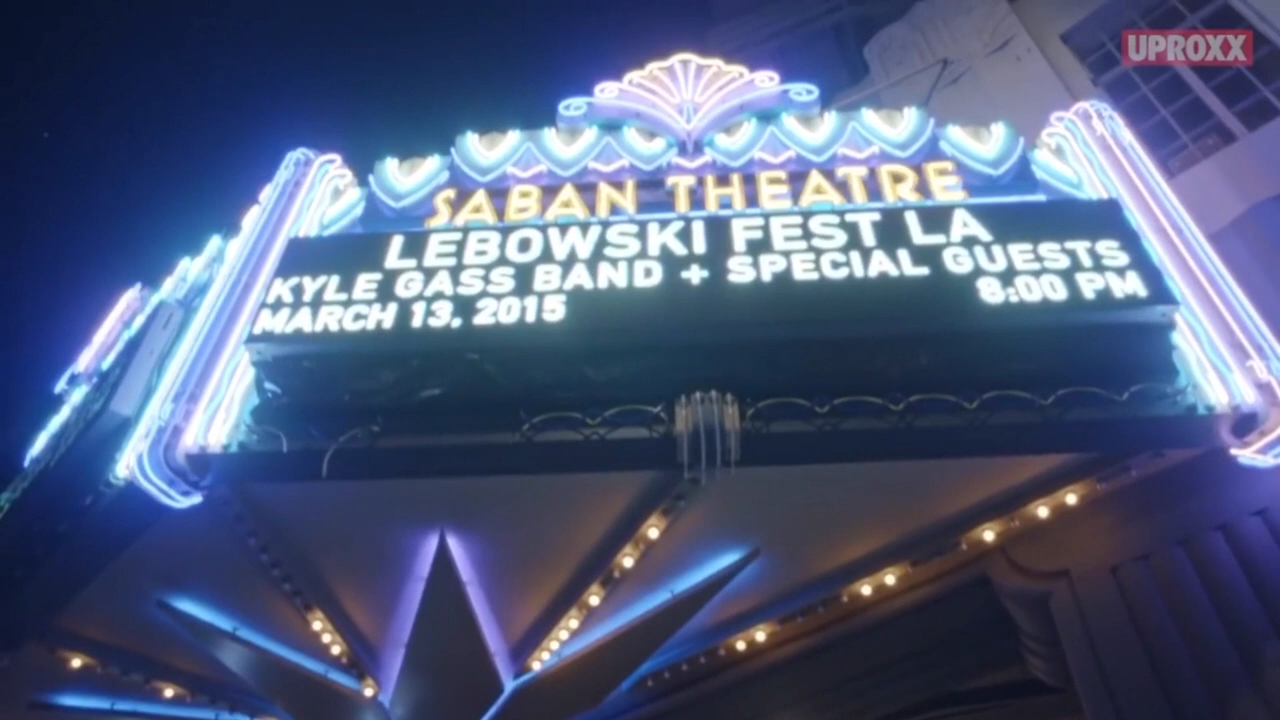 UPROXX
SABAN THEATRE
LEBOWSKI FEST LA
KYLE GASS BAND + SPECIAL GUESTS
MARCH 13, 2015 8:00 PM